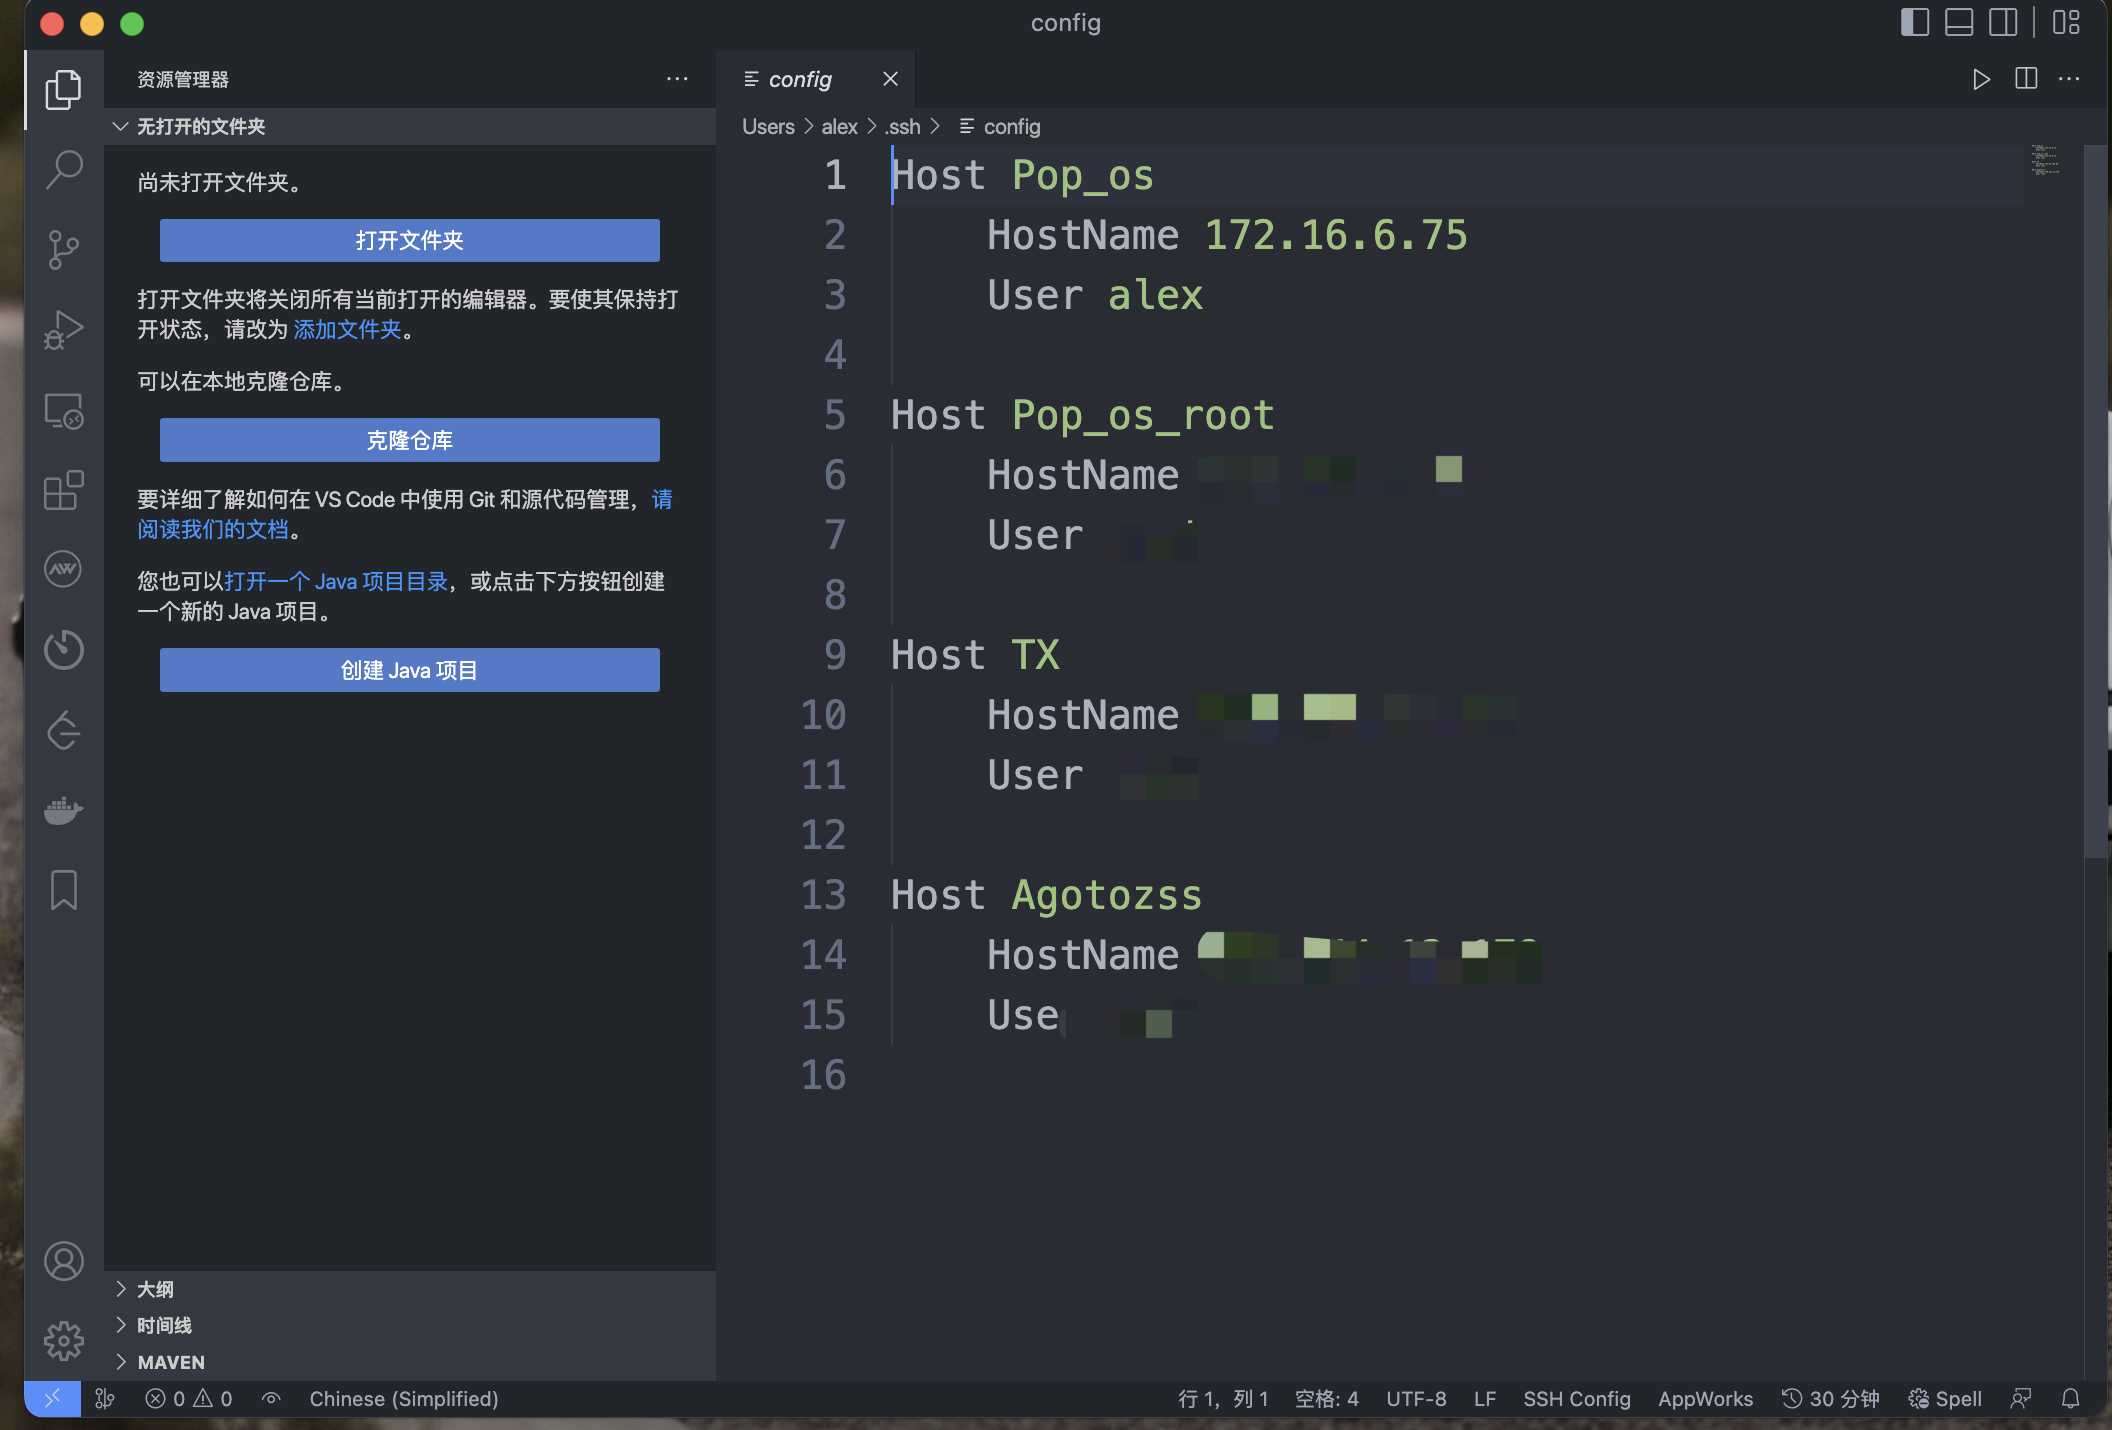 config
资源管理器
config
无打开的文件夹
Users > alex > .ssh > config
尚未打开文件夹。
打开文件夹
打开文件夹将关闭所有当前打开的编辑器。要使其保持打
开状态，请改为 添加文件夹。
可以在本地克隆仓库。
克隆仓库
要详细了解如何在 VS Code 中使用 Git 和源代码管理，请
阅读我们的文档。
您也可以打开一个 Java 项目目录，或点击下方按钮创建
一个新的 Java 项目。
创建 Java 项目
大纲
时间线
MAVEN
1 Host Pop_os
2 HostName 172.16.6.75
3 User alex
4
5 Host Pop_os_root
6 HostName
7 User
8
9 Host TX
10 HostName
11 User
12
13 Host Agotozss
14 HostName
15 Use
16
0 0 Chinese (Simplified) 行 1，列 1 空格: 4 UTF-8 LF SSH Config AppWorks 30 分钟 Spell